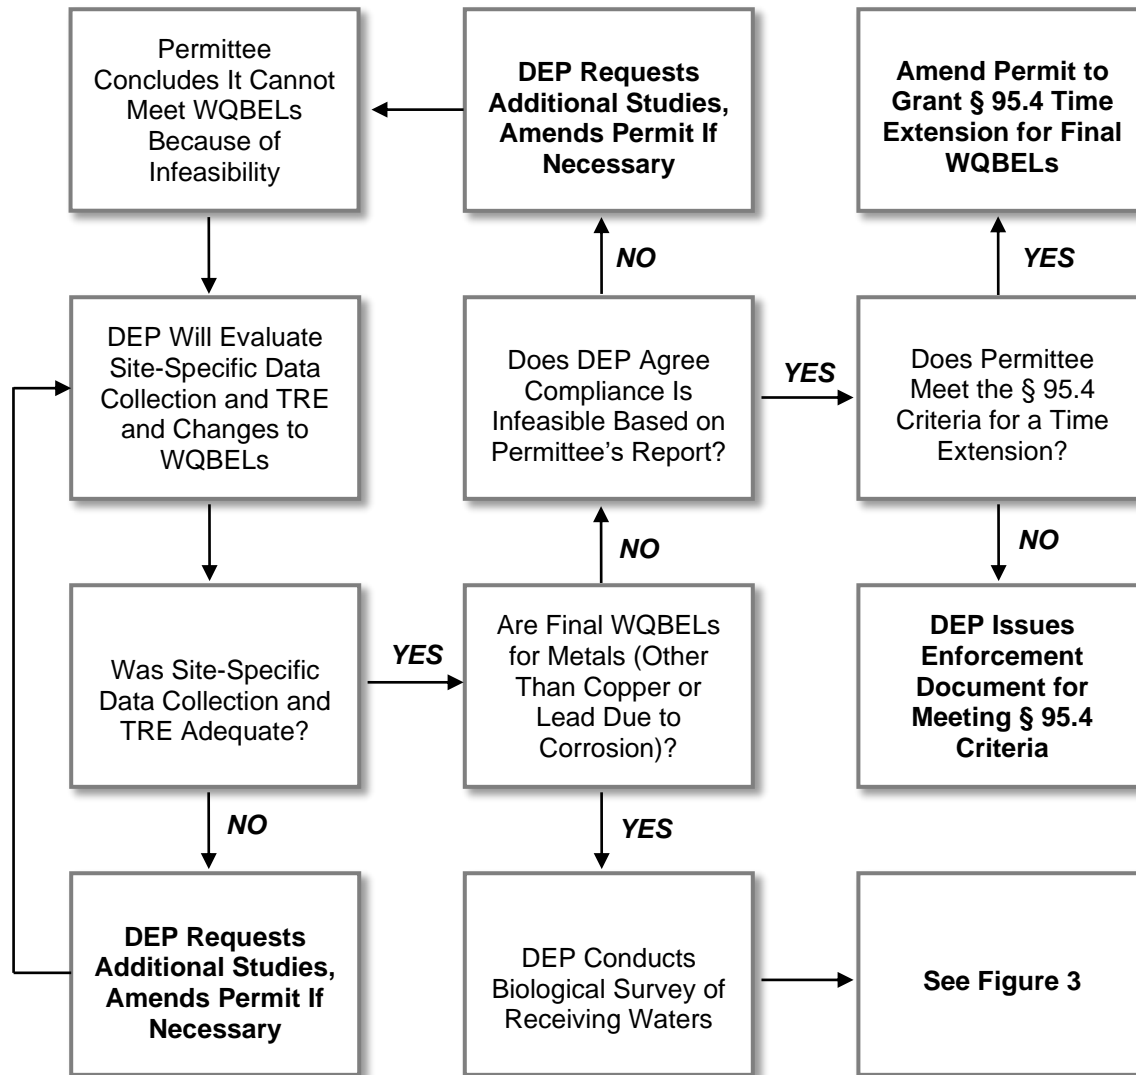 Permittee
Concludes It Cannot
Meet WQBELs
Because of
Infeasibility
DEP Requests
Additional Studies,
Amends Permit If
Necessary
Amend Permit to
Grant § 95.4 Time
Extension for Final
WQBELs
NO
YES
DEP Will Evaluate
Site-Specific Data
Collection and TRE
and Changes to
WQBELs
Does DEP Agree
Compliance Is
Infeasible Based on
Permittee’s Report?
YES
Does Permittee
Meet the § 95.4
Criteria for a Time
Extension?
NO
NO
Was Site-Specific
Data Collection and
TRE Adequate?
YES
Are Final WQBELs
for Metals (Other
Than Copper or
Lead Due to
Corrosion)?
DEP Issues
Enforcement
Document for
Meeting § 95.4
Criteria
NO
YES
DEP Requests
Additional Studies,
Amends Permit If
Necessary
DEP Conducts
Biological Survey of
Receiving Waters
See Figure 3